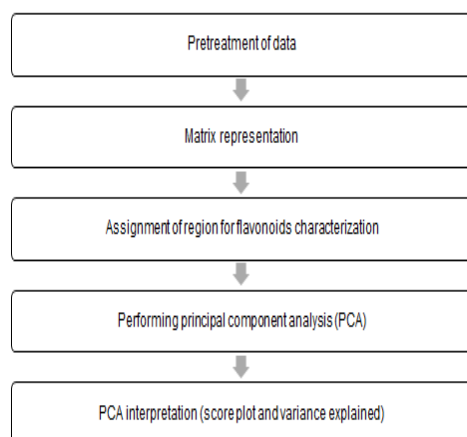 Pretreatment of data
Matrix representation
Assignment of region for flavonoids characterization
Performing principal component analysis (PCA)
PCA interpretation (score plot and variance explained)